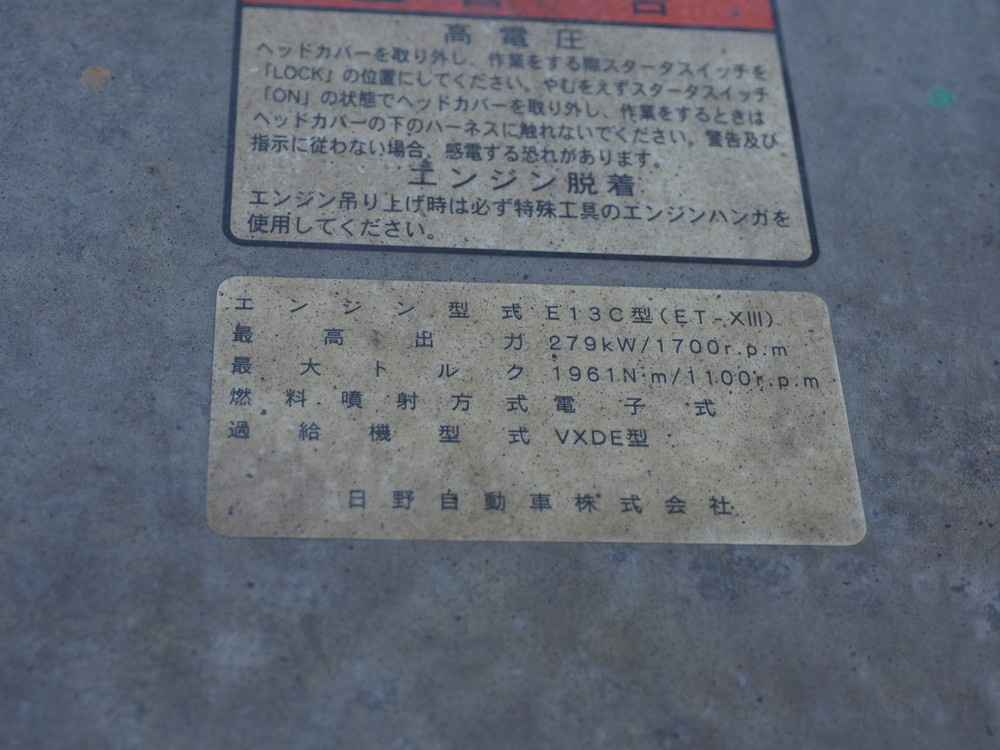 警告
高電圧
ヘッドカバーを取り外し、作業をする際スタータスイッチを
「LOCK」の位置にしてください。やむをえずスタータスイッチ
「ON」の状態でヘッドカバーを取り外し、作業をするときは
ヘッドカバーの下のハーネスに触れないでください。警告及び
指示に従わない場合、感電する恐れがあります。
エンジン脱着
エンジン吊り上げ時は必ず特殊工具のエンジンハンガを
使用してください。
エンジン型式 E13C型(ET-XIII)
最高出力 279kW/1700r.p.m
最大トルク 1961N·m/1100r.p.m
燃料噴射方式 電子式
過給機型式 VXDE型
日野自動車株式会社